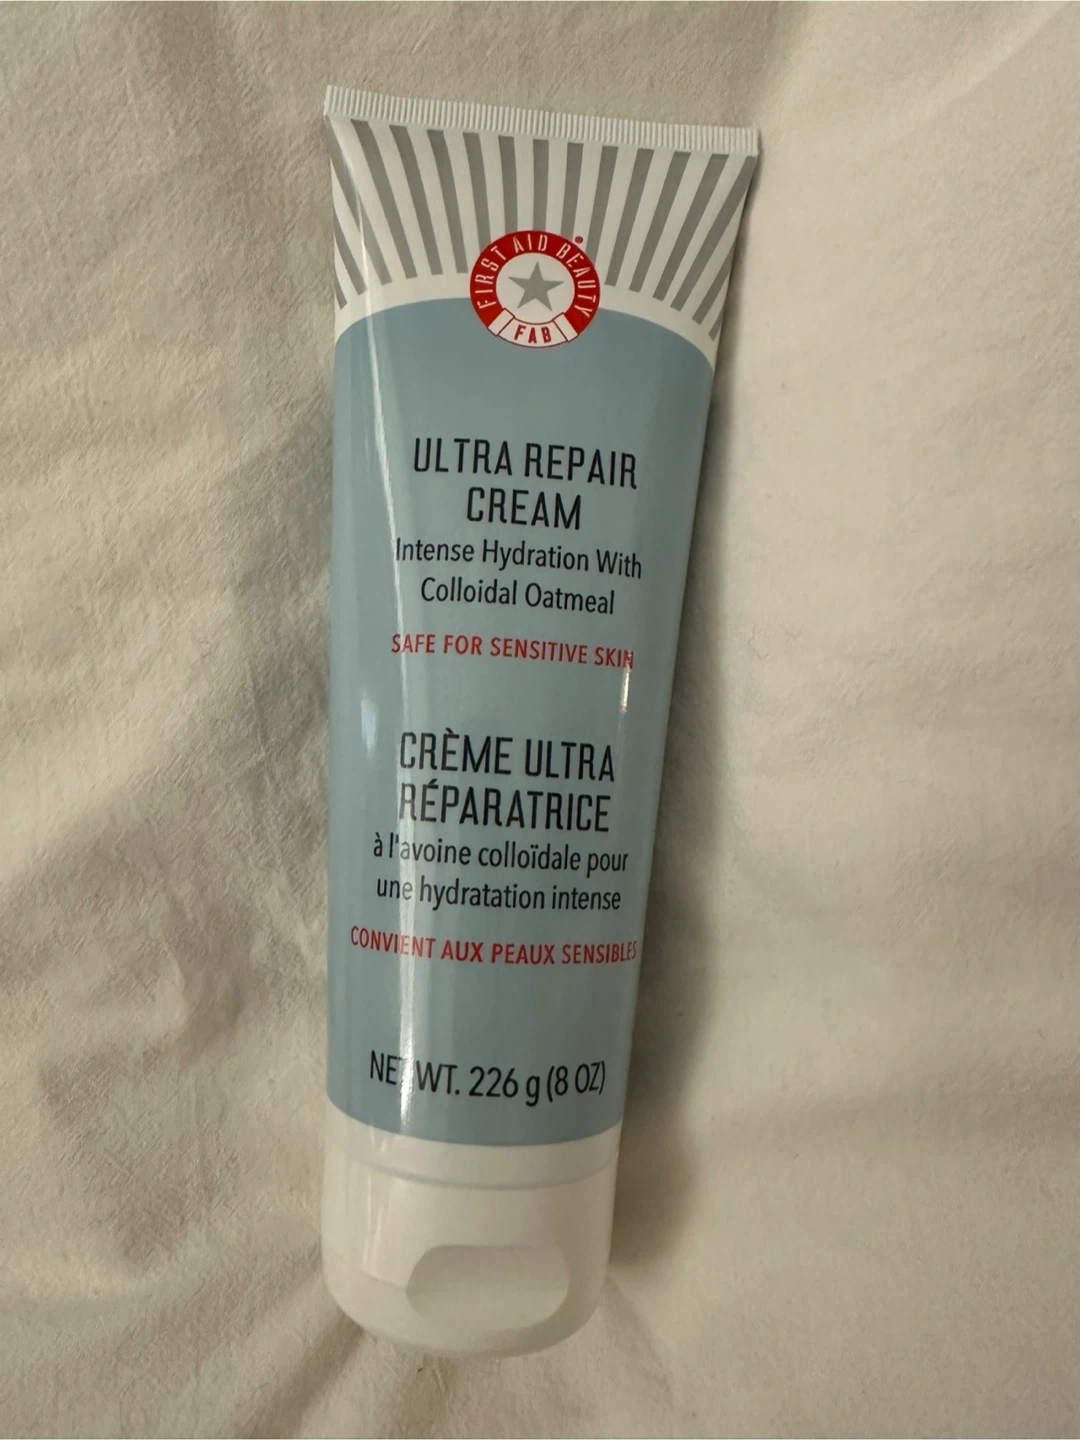 FIRST AID BEAUTY®
FAB
ULTRA REPAIR
CREAM
Intense Hydration With
Colloidal Oatmeal
SAFE FOR SENSITIVE SKIN
CRÈME ULTRA
RÉPARATRICE
à l'avoine colloïdale pour
une hydratation intense
CONVIENT AUX PEAUX SENSIBLES
NET WT. 226 g (8 OZ)